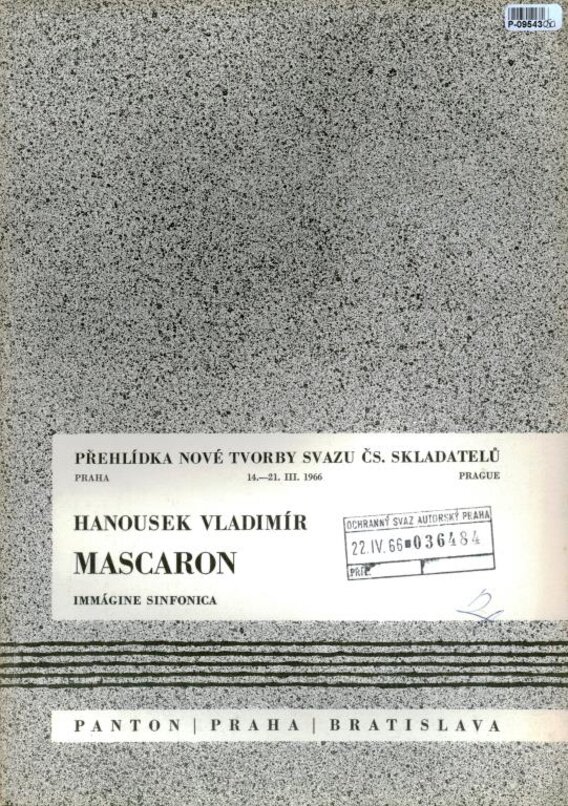 P-09543
PŘEHLÍDKA NOVÉ TVORBY SVAZU ČS. SKLADATELŮ
PRAHA 14.—21. III. 1966 PRAGUE
HANOUSEK VLADIMÍR
MASCARON
IMMÁGINE SINFONICA
OCHRANNÝ SVAZ AUTORSKÝ PRAHA
22.IV.66 036484
PŘÍL.
PANTON | PRAHA | BRATISLAVA